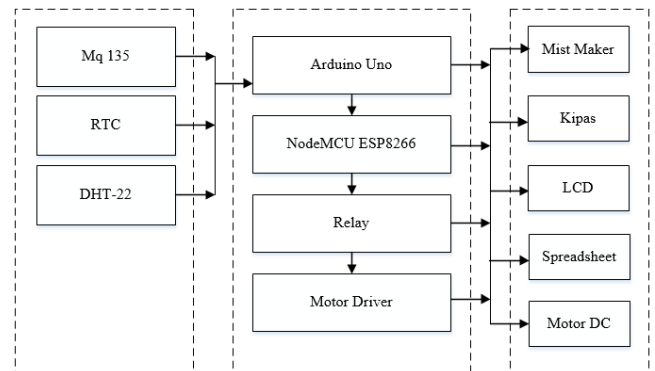 Mq 135
RTC
DHT-22
Arduino Uno
NodeMCU ESP8266
Relay
Motor Driver
Mist Maker
Kipas
LCD
Spreadsheet
Motor DC